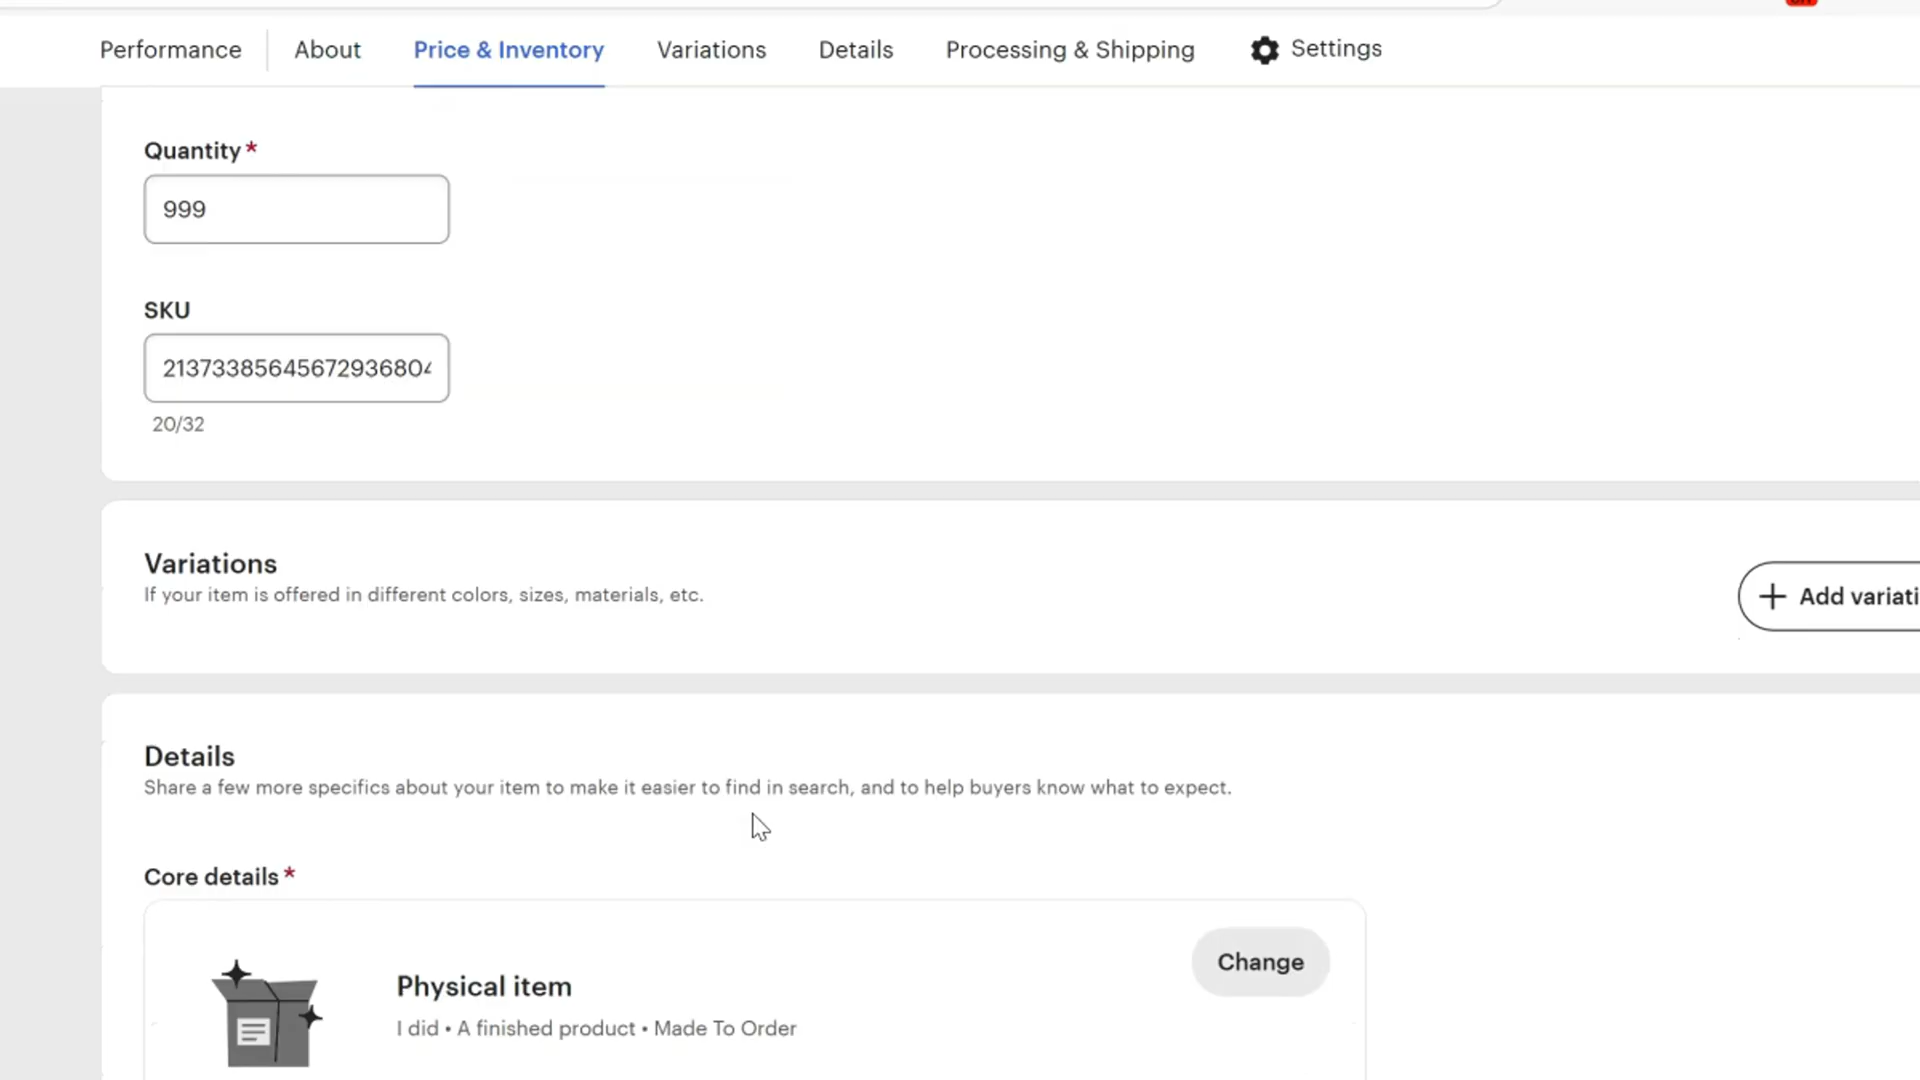 Performance About Price & Inventory Variations Details Processing & Shipping Settings
Quantity *
999
SKU
21373385645672936804
20/32
Variations
If your item is offered in different colors, sizes, materials, etc.
+ Add variati
Details
Share a few more specifics about your item to make it easier to find in search, and to help buyers know what to expect.
Core details *
Change
Physical item
I did • A finished product • Made To Order